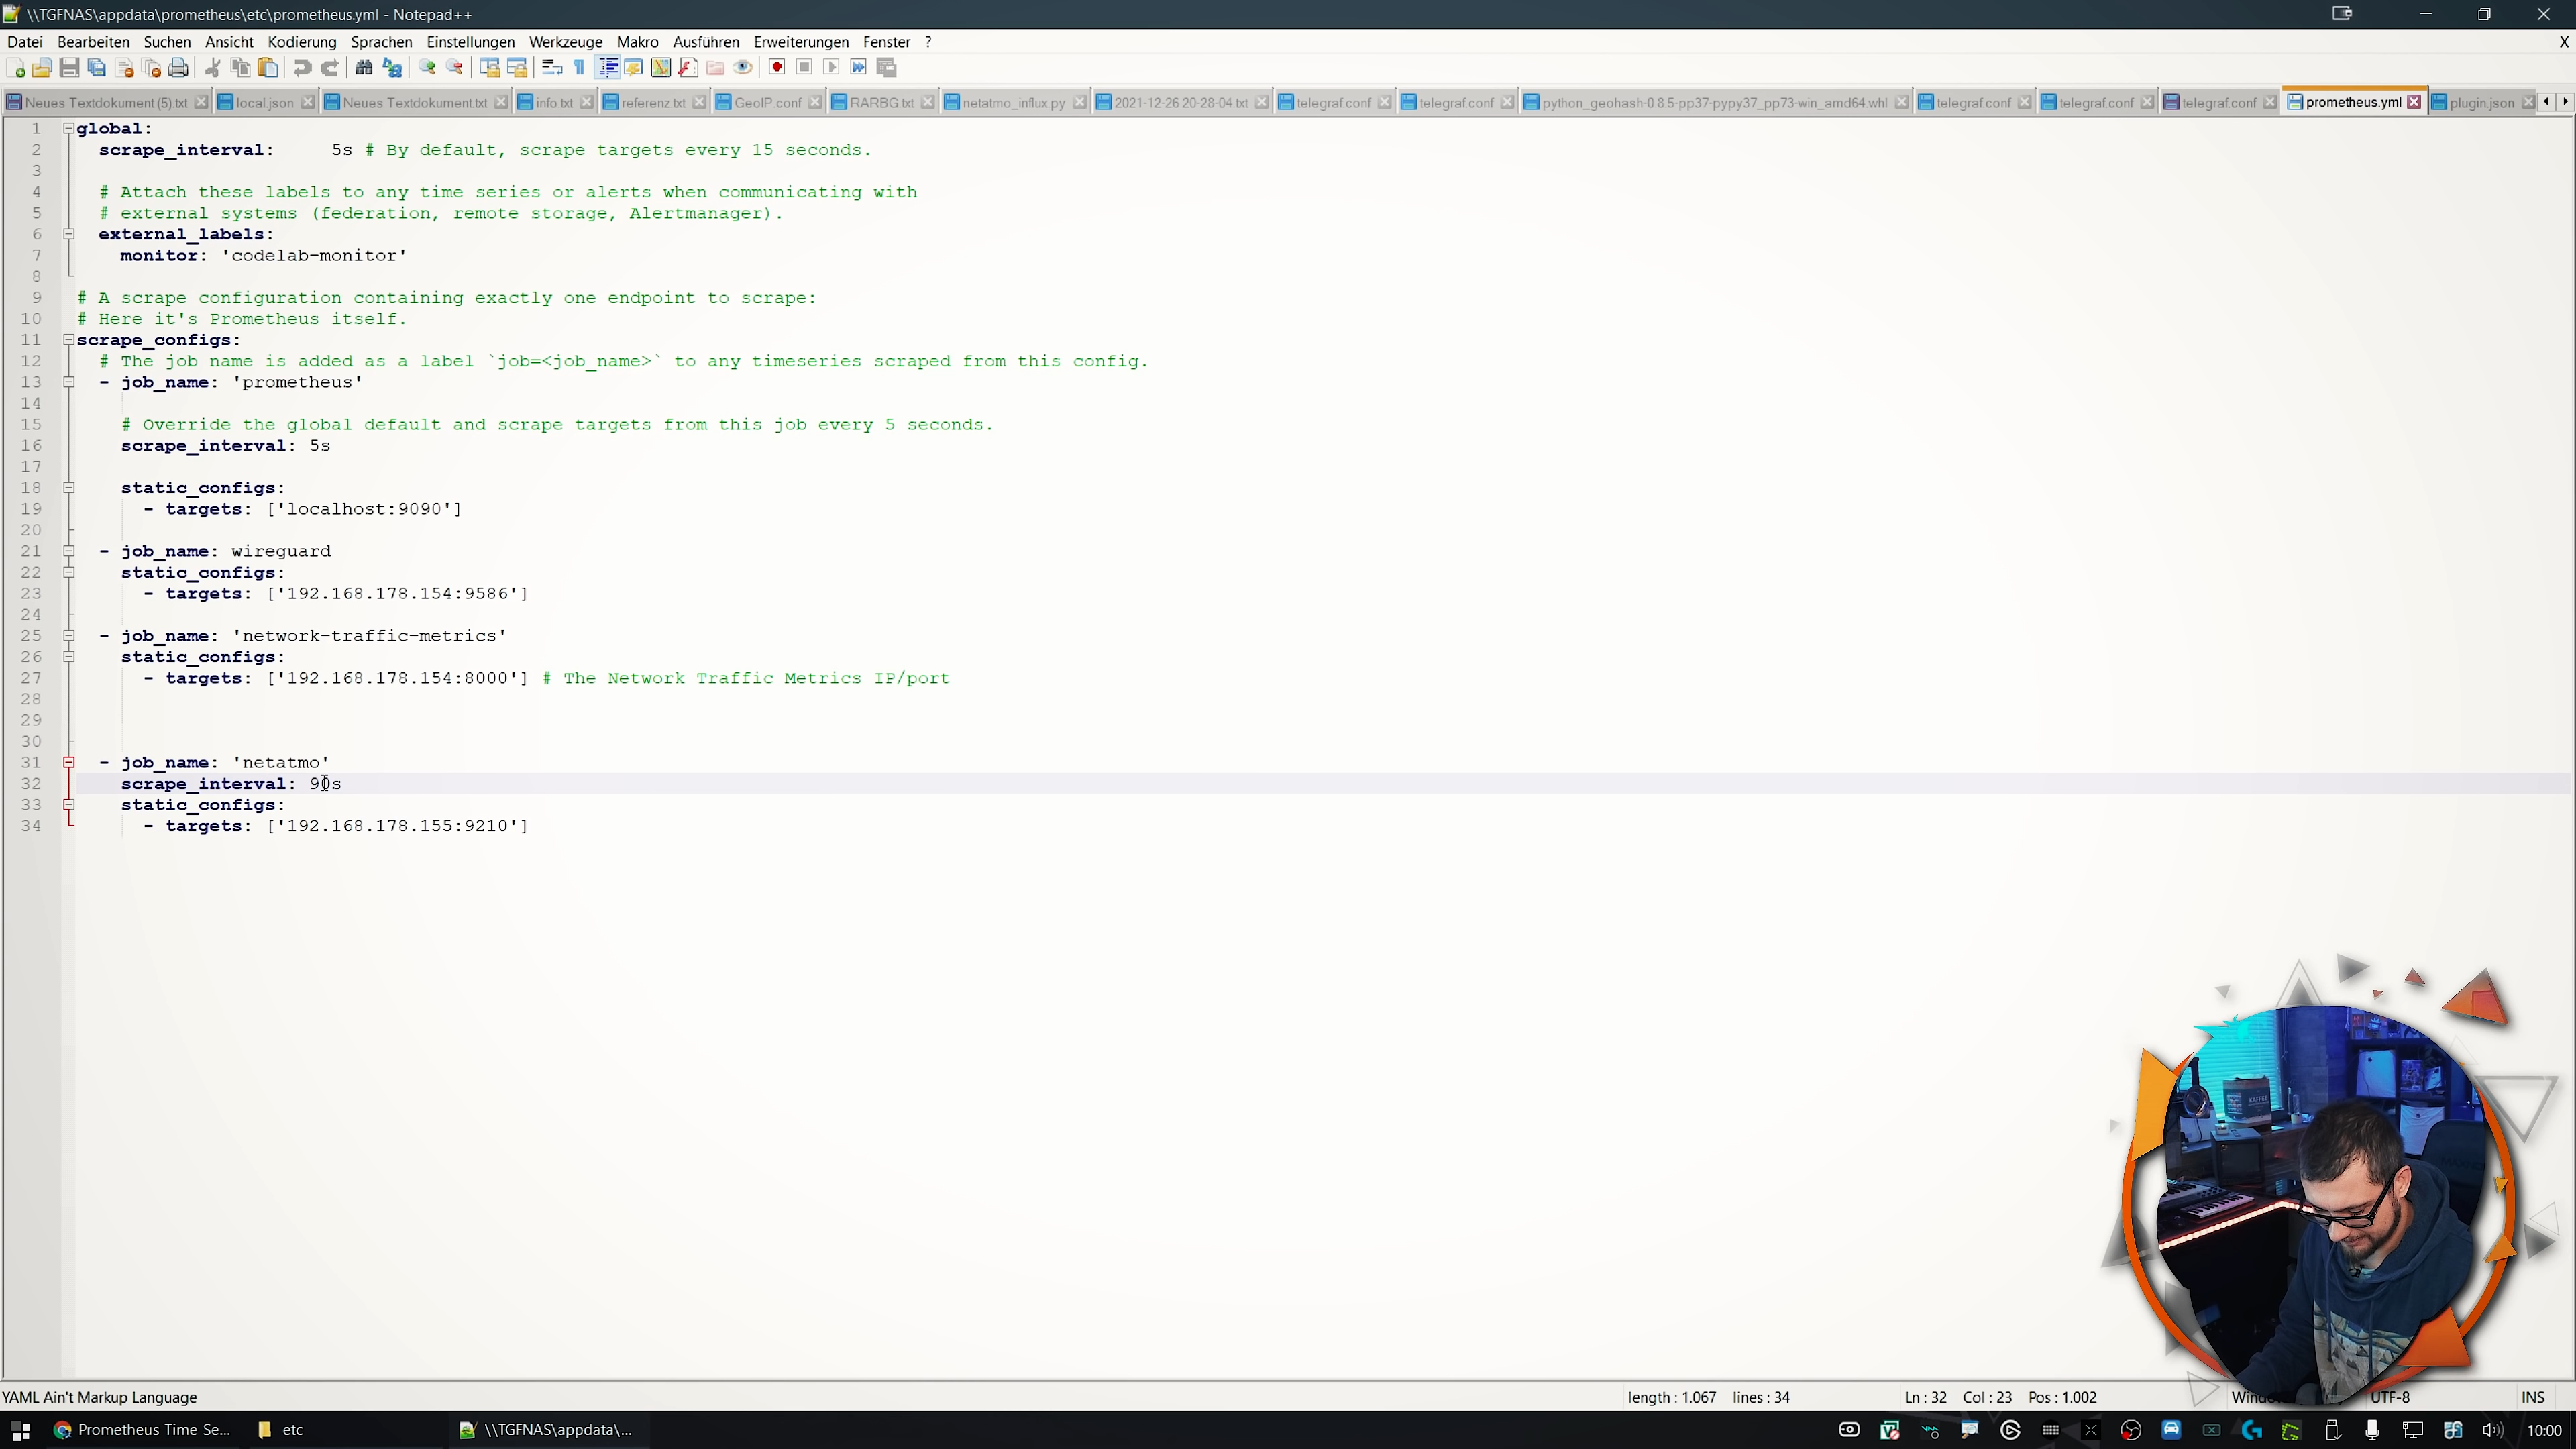 \\TGFNAS\appdata\prometheus\etc\prometheus.yml - Notepad++
Datei Bearbeiten Suchen Ansicht Kodierung Sprachen Einstellungen Werkzeuge Makro Ausführen Erweiterungen Fenster ? X
Neues Textdokument (5).txt local.json Neues Textdokument.txt info.txt referenz.txt GeoIP.conf RARBG.txt netatmo_influx.py 2021-12-26 20-28-04.txt telegraf.conf telegraf.conf python_geohash-0.8.5-pp37-pypy37_pp73-win_amd64.whl telegraf.conf telegraf.conf telegraf.conf prometheus.yml plugin.json
1 global:
2 scrape_interval: 5s # By default, scrape targets every 15 seconds.
3
4 # Attach these labels to any time series or alerts when communicating with
5 # external systems (federation, remote storage, Alertmanager).
6 external_labels:
7 monitor: 'codelab-monitor'
8
9 # A scrape configuration containing exactly one endpoint to scrape:
10 # Here it's Prometheus itself.
11 scrape_configs:
12 # The job name is added as a label `job=<job_name>` to any timeseries scraped from this config.
13 - job_name: 'prometheus'
14
15 # Override the global default and scrape targets from this job every 5 seconds.
16 scrape_interval: 5s
17
18 static_configs:
19 - targets: ['localhost:9090']
20
21 - job_name: wireguard
22 static_configs:
23 - targets: ['192.168.178.154:9586']
24
25 - job_name: 'network-traffic-metrics'
26 static_configs:
27 - targets: ['192.168.178.154:8000'] # The Network Traffic Metrics IP/port
28
29
30
31 - job_name: 'netatmo'
32 scrape_interval: 90s
33 static_configs:
34 - targets: ['192.168.178.155:9210']
KAFFEE
YAML Ain't Markup Language length : 1.067 lines : 34 Ln : 32 Col : 23 Pos : 1.002 UTF-8 INS
Prometheus Time Se... etc \\TGFNAS\appdata\... 10:00